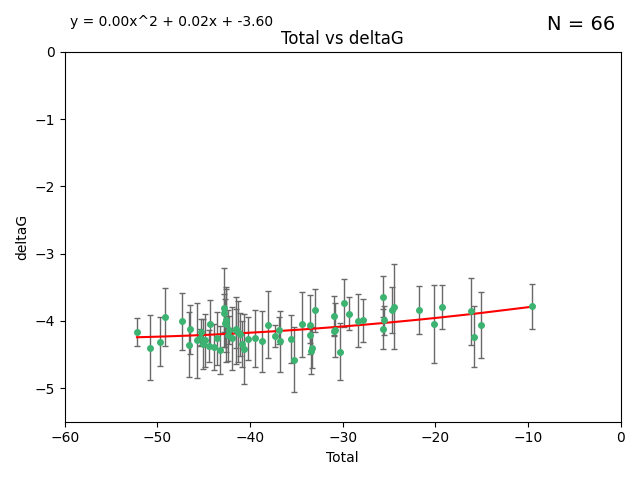 y = 0.00x^2 + 0.02x + -3.60
N = 66
Total vs deltaG
0
−1
−2
−3
−4
−5
deltaG
−60 −50 −40 −30 −20 −10 0
Total